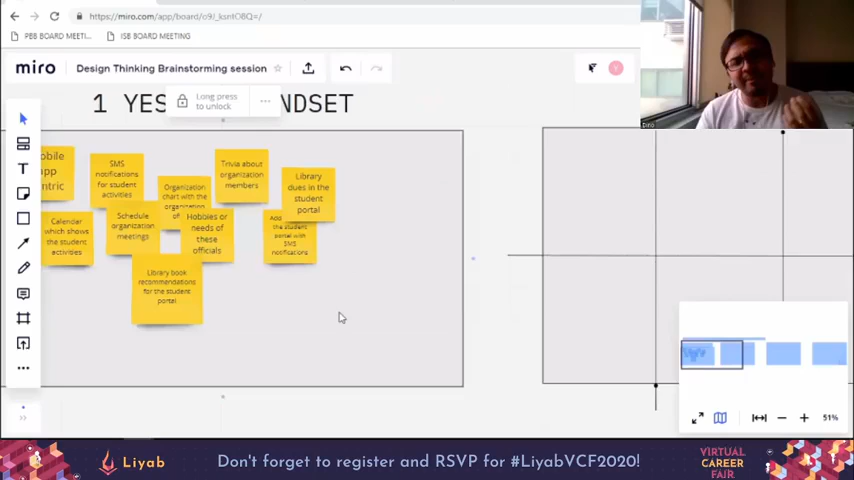 https://miro.com/app/board/o9J_ksntOBQ=/
PBB BOARD MEETI...
ISB BOARD MEETING
miro
Design Thinking Brainstorming session
Long press
to unlock
1 YES
NDSET
obile
app
ntric
SMS
notifications
for student
activities
Organization
chart with the
Trivia about
organization
members
Library
dues in the
student
portal
Calendar
which shows
the student
activities
Schedule
organization
meetings
Hobbies or
needs of
these
officials
the student
portal with
SMS
notifications
Library book
recommendations
for the student
portal
Dino
51%
Liyab
Don't forget to register and RSVP for #LiyabVCF2020!
VIRTUAL
CAREER
FAIR